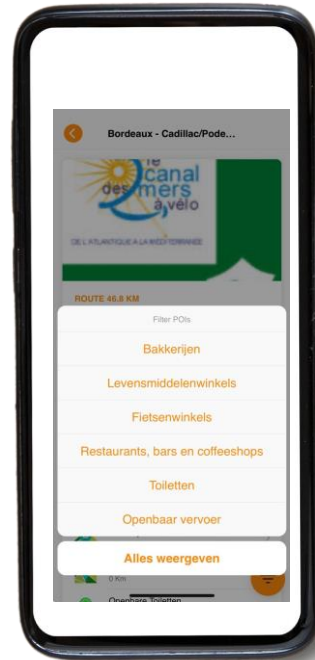 Bordeaux - Cadillac/Pode...
le
canal
des mers
à vélo
DE L'ATLANTIQUE A LA MÉDITERRANÉE
ROUTE 46.8 KM
Filter POIs
Bakkerijen
Levensmiddelenwinkels
Fietsenwinkels
Restaurants, bars en coffeeshops
Toiletten
Openbaar vervoer
Alles weergeven
0 Km
Openbare Toiletten